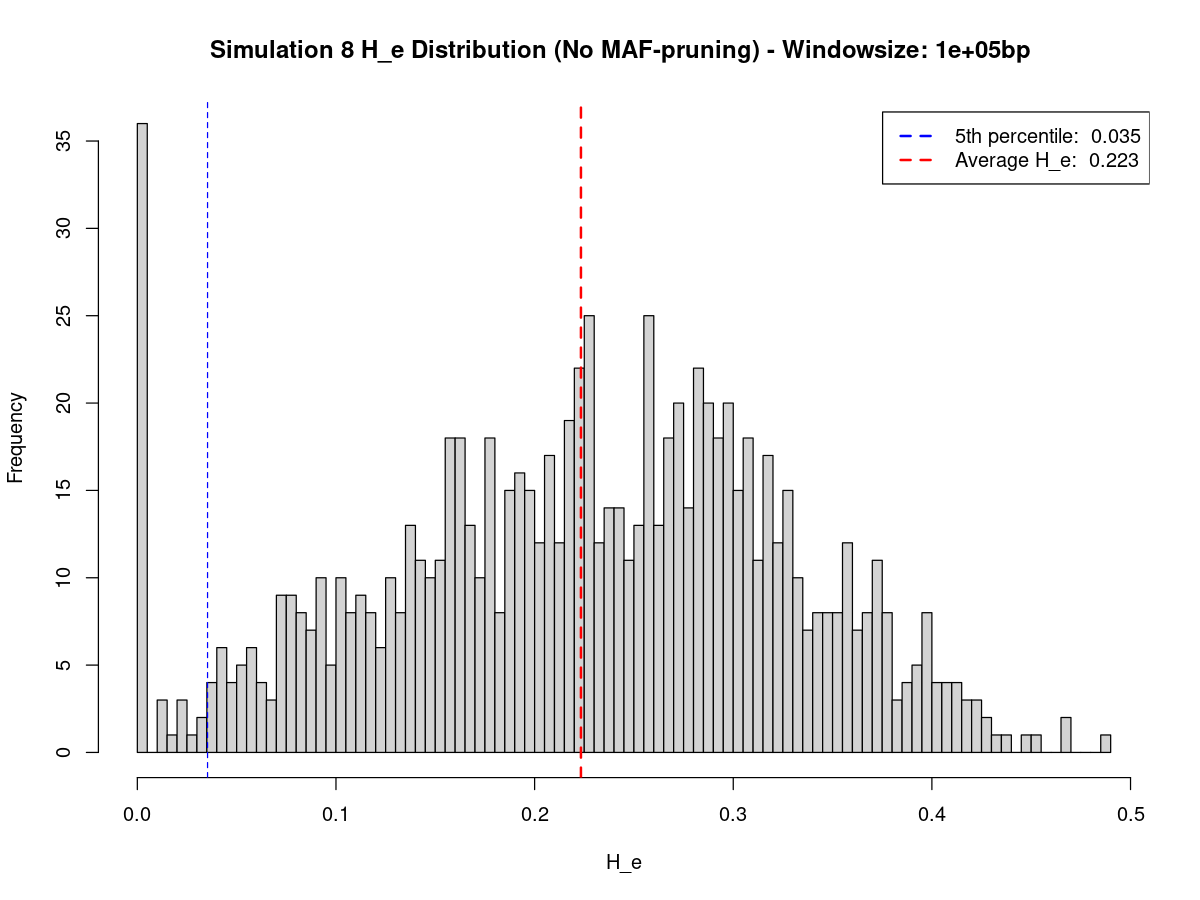 Simulation 8 H_e Distribution (No MAF-pruning) - Windowsize: 1e+05bp
5th percentile:  0.035
Average H_e:  0.223
Frequency
35
30
25
20
15
10
5
0
0.0 0.1 0.2 0.3 0.4 0.5
H_e